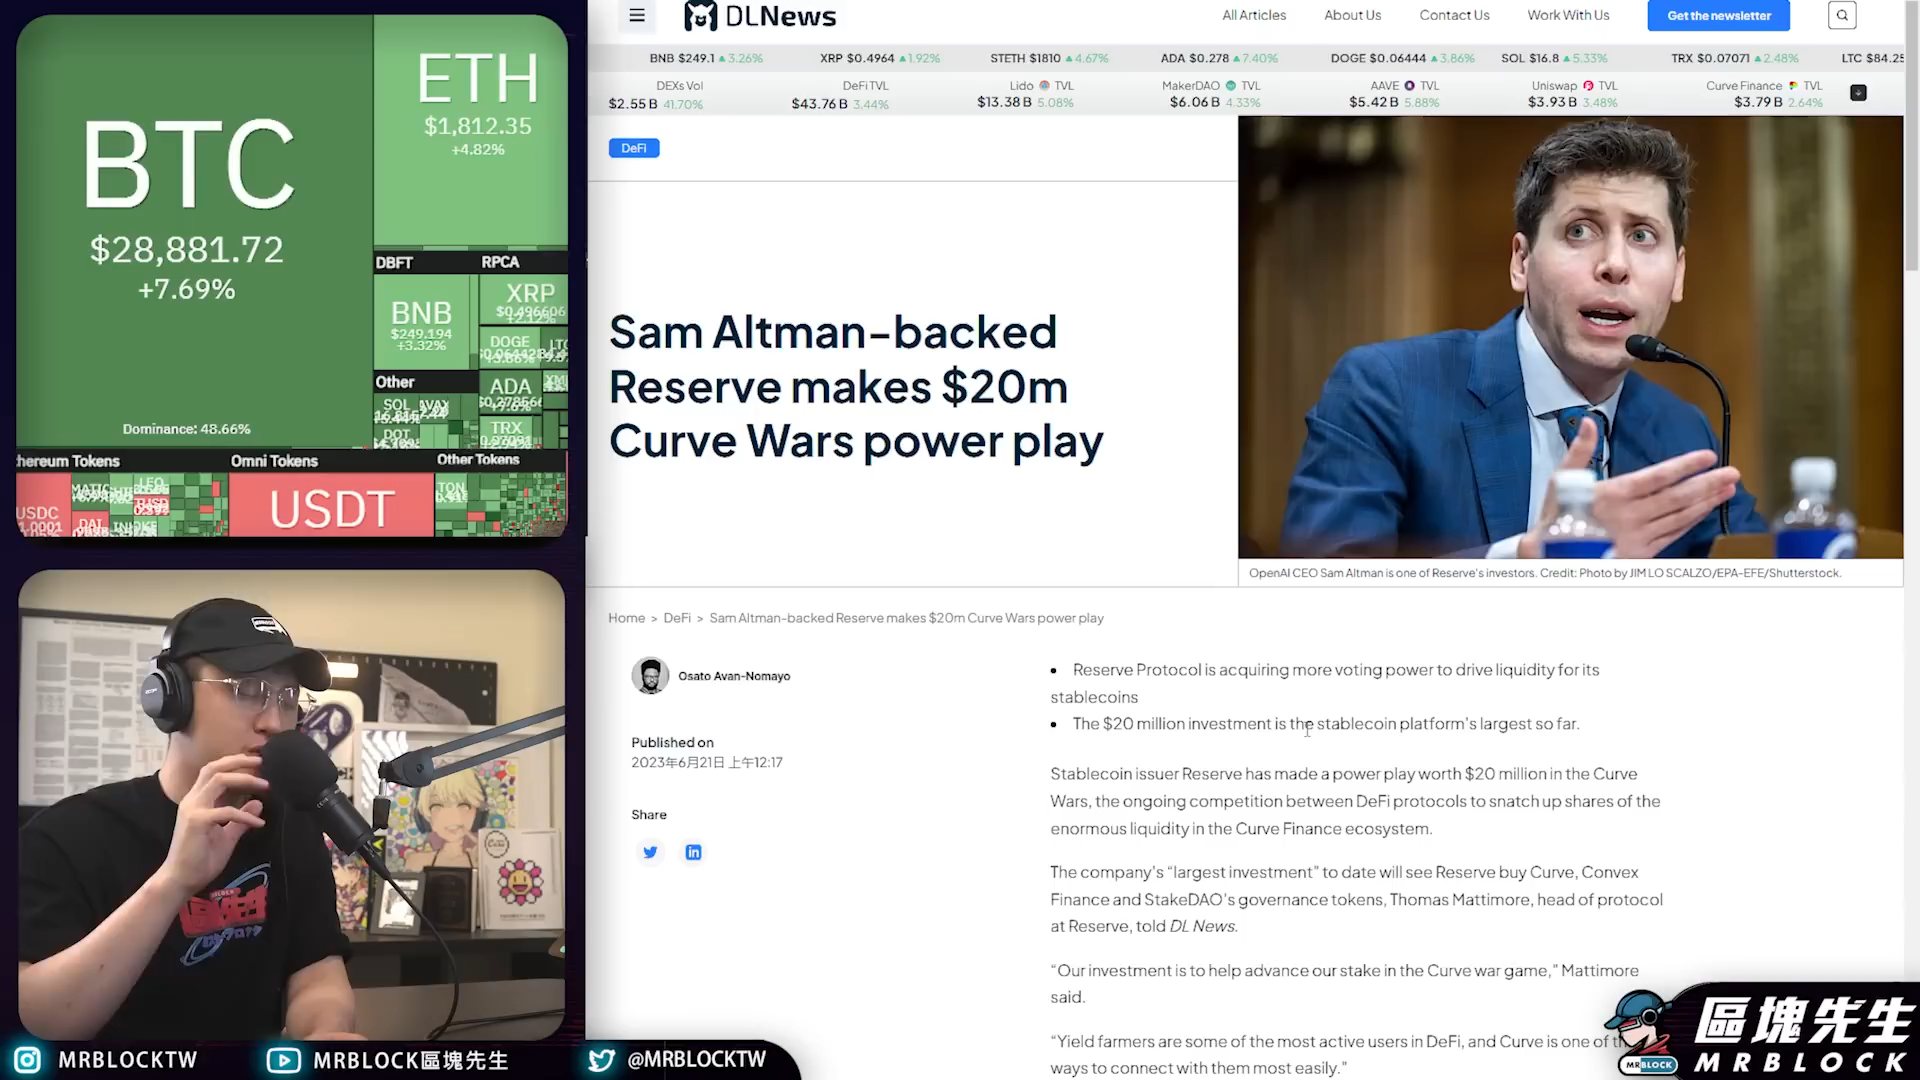 BTC
$28,881.72
+7.69%
Dominance: 48.66%
ETH
$1,812.35
+4.82%
DBFT
RPCA
BNB
$249.194
+3.32%
XRP
DOGE
Other
SOL
AVAX
DOT
ADA
TRX
hereum Tokens
Omni Tokens
Other Tokens
MATIC
LEO
USDC
DAI
USDT
TON
DLNews
All Articles
About Us
Contact Us
Work With Us
Get the newsletter
BNB $249.1 ▲3.26%
XRP $0.4964 ▲1.92%
STETH $1810 ▲4.67%
ADA $0.278 ▲7.40%
DOGE $0.06444 ▲3.86%
SOL $16.8 ▲5.33%
TRX $0.07071 ▲2.48%
LTC $84.25
DEXs Vol
$2.55 B 41.70%
DeFi TVL
$43.76 B 3.44%
Lido TVL
$13.38 B 5.08%
MakerDAO TVL
$6.06 B 4.33%
AAVE TVL
$5.42 B 5.88%
Uniswap TVL
$3.93 B 3.48%
Curve Finance TVL
$3.79 B 2.64%
DeFi
Sam Altman-backed
Reserve makes $20m
Curve Wars power play
OpenAI CEO Sam Altman is one of Reserve's investors. Credit: Photo by JIM LO SCALZO/EPA-EFE/Shutterstock.
Home > DeFi > Sam Altman-backed Reserve makes $20m Curve Wars power play
Osato Avan-Nomayo
Published on
2023年6月21日 上午12:17
Share
• Reserve Protocol is acquiring more voting power to drive liquidity for its
stablecoins
• The $20 million investment is the stablecoin platform's largest so far.
Stablecoin issuer Reserve has made a power play worth $20 million in the Curve
Wars, the ongoing competition between DeFi protocols to snatch up shares of the
enormous liquidity in the Curve Finance ecosystem.
The company's “largest investment” to date will see Reserve buy Curve, Convex
Finance and StakeDAO's governance tokens, Thomas Mattimore, head of protocol
at Reserve, told DL News.
“Our investment is to help advance our stake in the Curve war game,” Mattimore
said.
“Yield farmers are some of the most active users in DeFi, and Curve is one of
ways to connect with them most easily.”
MRBLOCKTW
MRBLOCK區塊先生
@MRBLOCKTW
MRBLOCK
區塊先生
MRBLOCK